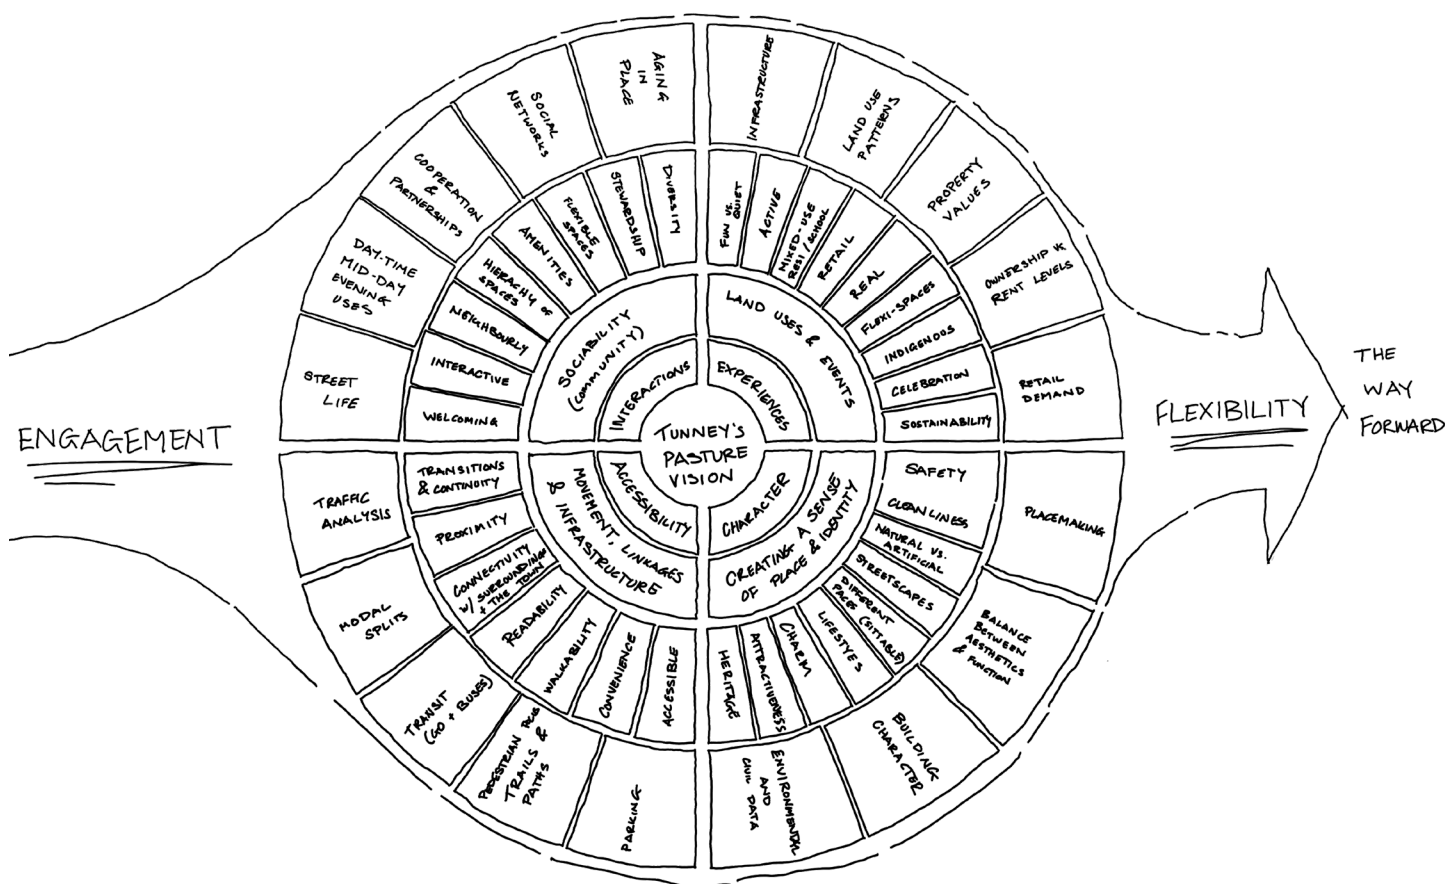 ENGAGEMENT
FLEXIBILITY
THE
WAY
FORWARD
TUNNEY'S
PASTURE
VISION
INTERACTIONS
EXPERIENCES
ACCESSIBILITY
CHARACTER
SOCIABILITY
(COMMUNITY)
LAND USES & EVENTS
MOVEMENT, LINKAGES
& INFRASTRUCTURE
CREATING A SENSE
OF PLACE & IDENTITY
WELCOMING
INTERACTIVE
NEIGHBOURLY
HIERACHY OF
SPACES
AMENITIES
FLEXIBLE
SPACES
STEWARDSHIP
DIVERSITY
FUN VS.
QUIET
ACTIVE
MIXED-USE
RESI/SCHOOL
RETAIL
REAL
FLEXI-SPACES
INDIGENOUS
CELEBRATION
SUSTAINABILITY
SAFETY
CLEANLINESS
NATURAL VS.
ARTIFICIAL
STREETSCAPES
DIFFERENT
PACES (SITTABLE)
LIFESTYES
CHARM
ATTRACTIVENESS
HERITAGE
ACCESSIBLE
CONVENIENCE
WALKABILITY
READABILITY
CONNECTIVITY
W/ SURROUNDINGS
+ THE TOWN
PROXIMITY
TRANSITIONS
& CONTINUITY
STREET
LIFE
DAY-TIME
MID-DAY
EVENING
USES
COOPERATION
&
PARTNERSHIPS
SOCIAL
NETWORKS
AGING
IN
PLACE
INFRASTRUCTURE
LAND USE
PATTERNS
PROPERTY
VALUES
OWNERSHIP &
RENT LEVELS
RETAIL
DEMAND
PLACEMAKING
BALANCE
BETWEEN
AESTHETICS
& FUNCTION
BUILDING
CHARACTER
ENVIRONMENTAL
AND
CIVIL DATA
PARKING
PEDESTRIAN
TRAILS &
PATHS
TRANSIT
(GO + BUSES)
MODAL
SPLITS
TRAFFIC
ANALYSIS